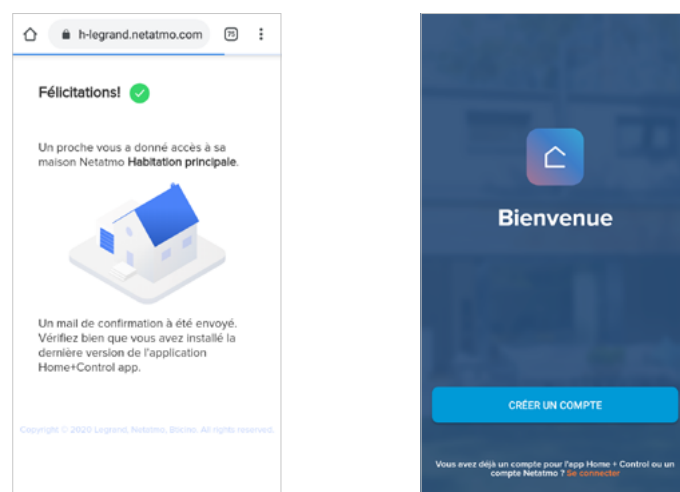 h-legrand.netatmo.com
75
Félicitations!
Un proche vous a donné accès à sa
maison Netatmo Habitation principale.
Un mail de confirmation à été envoyé.
Vérifiez bien que vous avez installé la
dernière version de l'application
Home+Control app.
Copyright © 2020 Legrand, Netatmo, Bticino. All rights reserved.
Bienvenue
CRÉER UN COMPTE
Vous avez déjà un compte pour l'app Home + Control ou un
compte Netatmo ? Se connecter